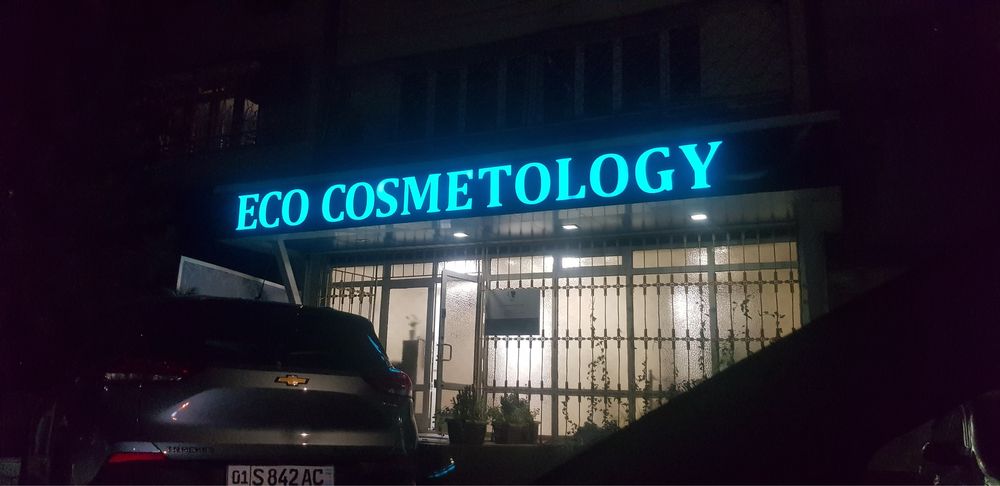 ECO COSMETOLOGY
01 S 842 AC